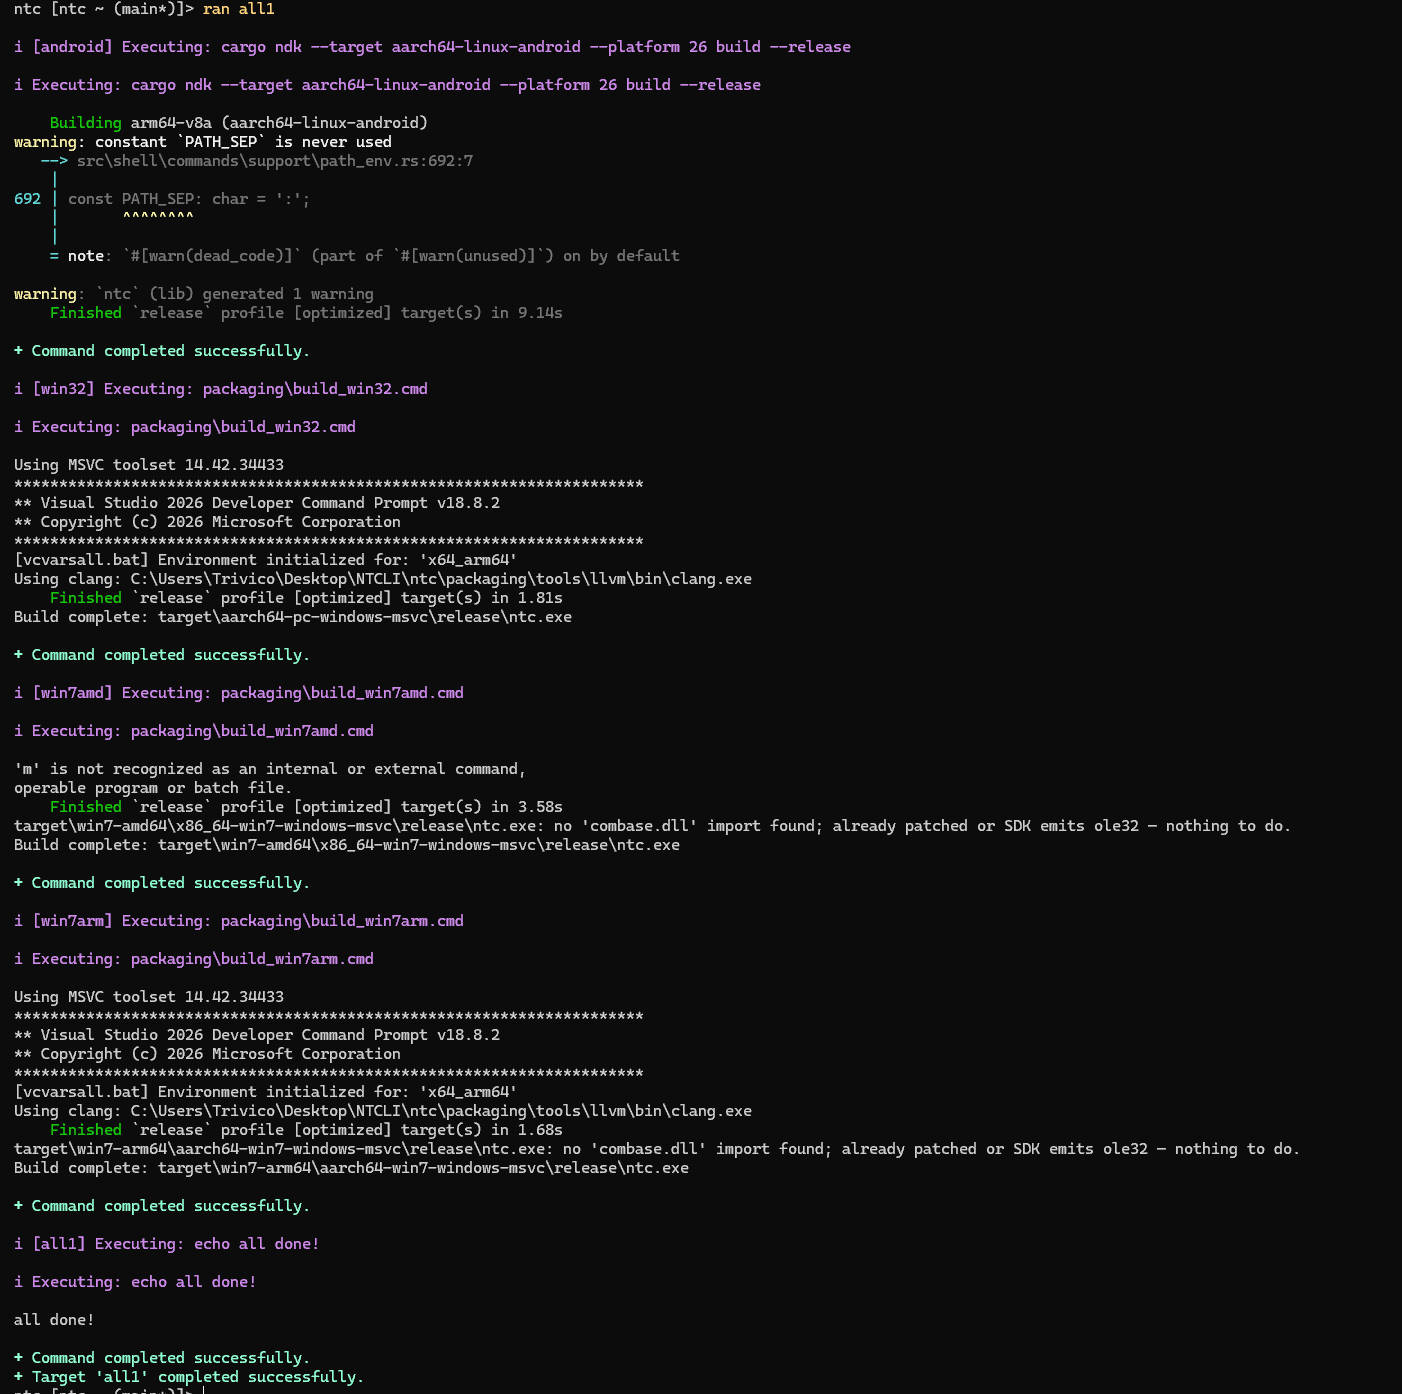 ntc [ntc ~ (main*)]> ran all1
i [android] Executing: cargo ndk --target aarch64-linux-android --platform 26 build --release
i Executing: cargo ndk --target aarch64-linux-android --platform 26 build --release
Building arm64-v8a (aarch64-linux-android)
warning: constant `PATH_SEP` is never used
--> src\shell\commands\support\path_env.rs:692:7
|
692 | const PATH_SEP: char = ':';
| ^^^^^^^^
|
= note: `#[warn(dead_code)]` (part of `#[warn(unused)]`) on by default
warning: `ntc` (lib) generated 1 warning
Finished `release` profile [optimized] target(s) in 9.14s
+ Command completed successfully.
i [win32] Executing: packaging\build_win32.cmd
i Executing: packaging\build_win32.cmd
Using MSVC toolset 14.42.34433
**********************************************************************
** Visual Studio 2026 Developer Command Prompt v18.8.2
** Copyright (c) 2026 Microsoft Corporation
**********************************************************************
[vcvarsall.bat] Environment initialized for: 'x64_arm64'
Using clang: C:\Users\Trivico\Desktop\NTCLI\ntc\packaging\tools\llvm\bin\clang.exe
Finished `release` profile [optimized] target(s) in 1.81s
Build complete: target\aarch64-pc-windows-msvc\release\ntc.exe
+ Command completed successfully.
i [win7amd] Executing: packaging\build_win7amd.cmd
i Executing: packaging\build_win7amd.cmd
'm' is not recognized as an internal or external command,
operable program or batch file.
Finished `release` profile [optimized] target(s) in 3.58s
target\win7-amd64\x86_64-win7-windows-msvc\release\ntc.exe: no 'combase.dll' import found; already patched or SDK emits ole32 — nothing to do.
Build complete: target\win7-amd64\x86_64-win7-windows-msvc\release\ntc.exe
+ Command completed successfully.
i [win7arm] Executing: packaging\build_win7arm.cmd
i Executing: packaging\build_win7arm.cmd
Using MSVC toolset 14.42.34433
**********************************************************************
** Visual Studio 2026 Developer Command Prompt v18.8.2
** Copyright (c) 2026 Microsoft Corporation
**********************************************************************
[vcvarsall.bat] Environment initialized for: 'x64_arm64'
Using clang: C:\Users\Trivico\Desktop\NTCLI\ntc\packaging\tools\llvm\bin\clang.exe
Finished `release` profile [optimized] target(s) in 1.68s
target\win7-arm64\aarch64-win7-windows-msvc\release\ntc.exe: no 'combase.dll' import found; already patched or SDK emits ole32 — nothing to do.
Build complete: target\win7-arm64\aarch64-win7-windows-msvc\release\ntc.exe
+ Command completed successfully.
i [all1] Executing: echo all done!
i Executing: echo all done!
all done!
+ Command completed successfully.
+ Target 'all1' completed successfully.
ntc [ntc ~ (main*)]>